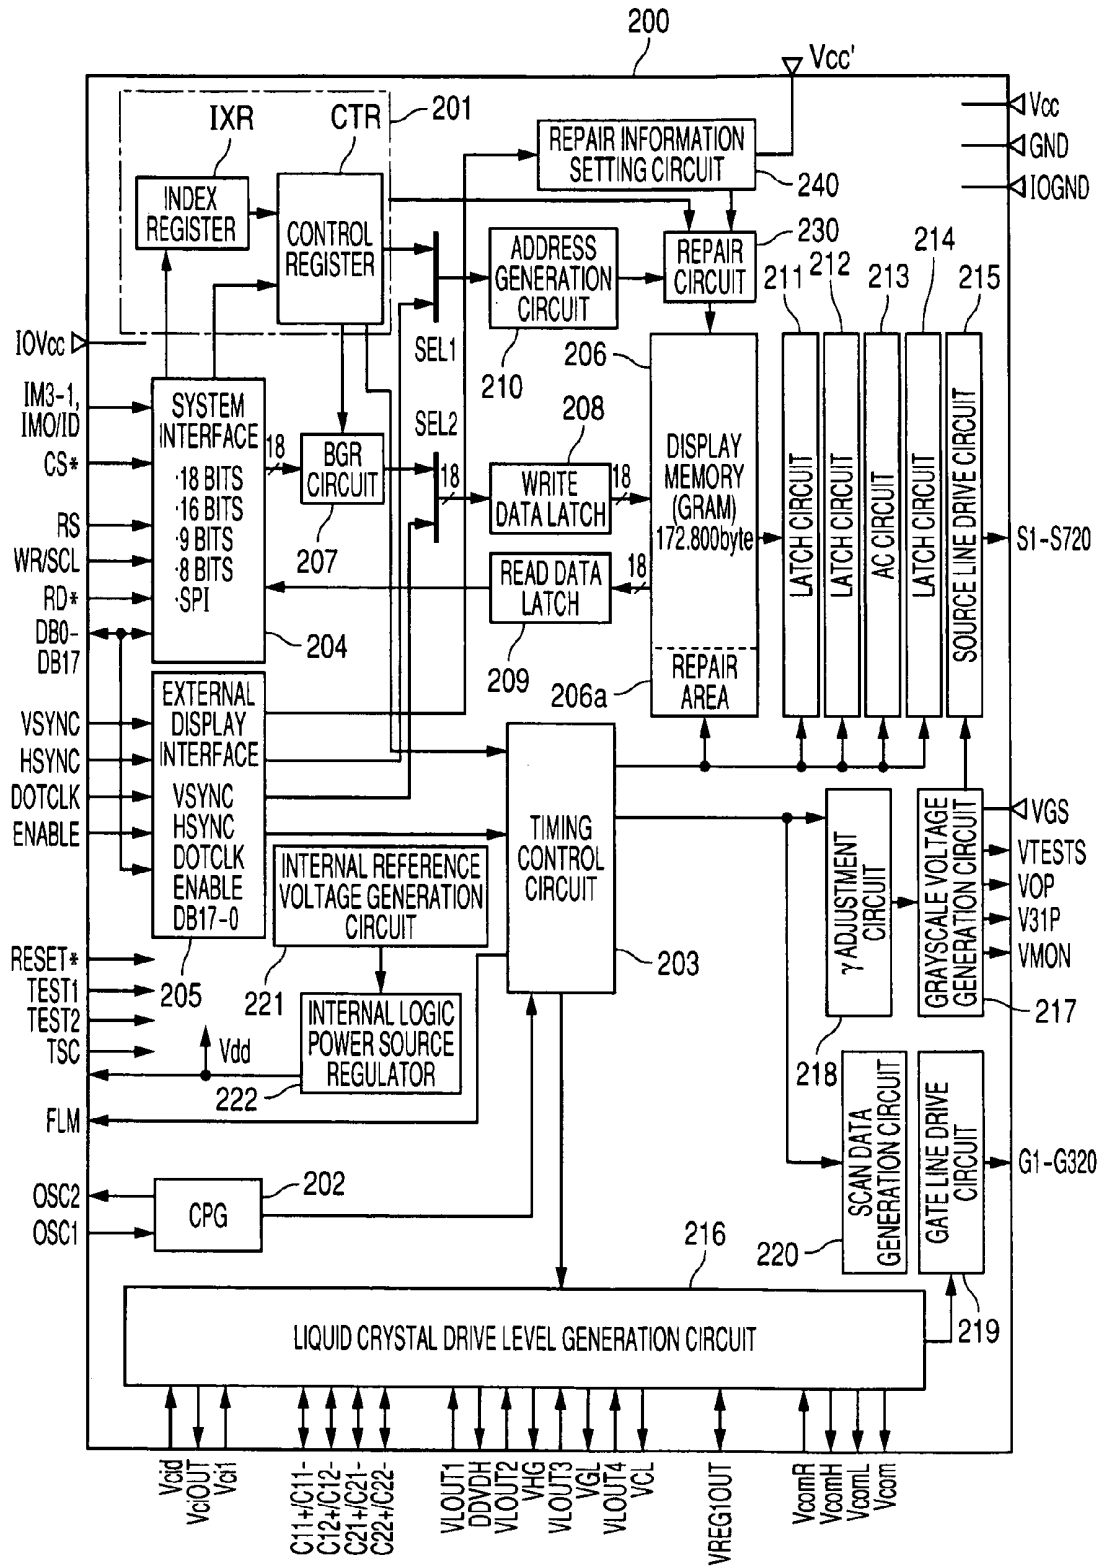 200
Vcc'
Vcc
GND
IOGND
IXR
CTR
201
INDEX
REGISTER
CONTROL
REGISTER
REPAIR INFORMATION
SETTING CIRCUIT
240
ADDRESS
GENERATION
CIRCUIT
210
REPAIR
CIRCUIT
230
SEL1
SEL2
211
212
213
214
215
IOVcc
IM3-1,
IMO/ID
CS*
RS
WR/SCL
RD*
DB0-
DB17
SYSTEM
INTERFACE
·18 BITS
·16 BITS
·9 BITS
·8 BITS
·SPI
204
18
BGR
CIRCUIT
207
18
208
WRITE
DATA LATCH
18
READ DATA
LATCH
209
18
206
DISPLAY
MEMORY
(GRAM)
172.800byte
REPAIR
AREA
206a
LATCH CIRCUIT
LATCH CIRCUIT
AC CIRCUIT
LATCH CIRCUIT
SOURCE LINE DRIVE CIRCUIT
S1-S720
VSYNC
HSYNC
DOTCLK
ENABLE
EXTERNAL
DISPLAY
INTERFACE
VSYNC
HSYNC
DOTCLK
ENABLE
DB17-0
205
TIMING
CONTROL
CIRCUIT
203
INTERNAL REFERENCE
VOLTAGE GENERATION
CIRCUIT
221
INTERNAL LOGIC
POWER SOURCE
REGULATOR
222
Vdd
γ ADJUSTMENT
CIRCUIT
218
GRAYSCALE VOLTAGE
GENERATION CIRCUIT
217
VGS
VTESTS
VOP
V31P
VMON
RESET*
TEST1
TEST2
TSC
FLM
OSC2
OSC1
CPG
202
SCAN DATA
GENERATION CIRCUIT
220
GATE LINE DRIVE
CIRCUIT
219
G1-G320
216
LIQUID CRYSTAL DRIVE LEVEL GENERATION CIRCUIT
Vcid
VciOUT
Vci1
C11+/C11-
C12+/C12-
C21+/C21-
C22+/C22-
VLOUT1
DDVDH
VLOUT2
VHG
VLOUT3
VGL
VLOUT4
VCL
VREG1OUT
VcomR
VcomH
VcomL
Vcom